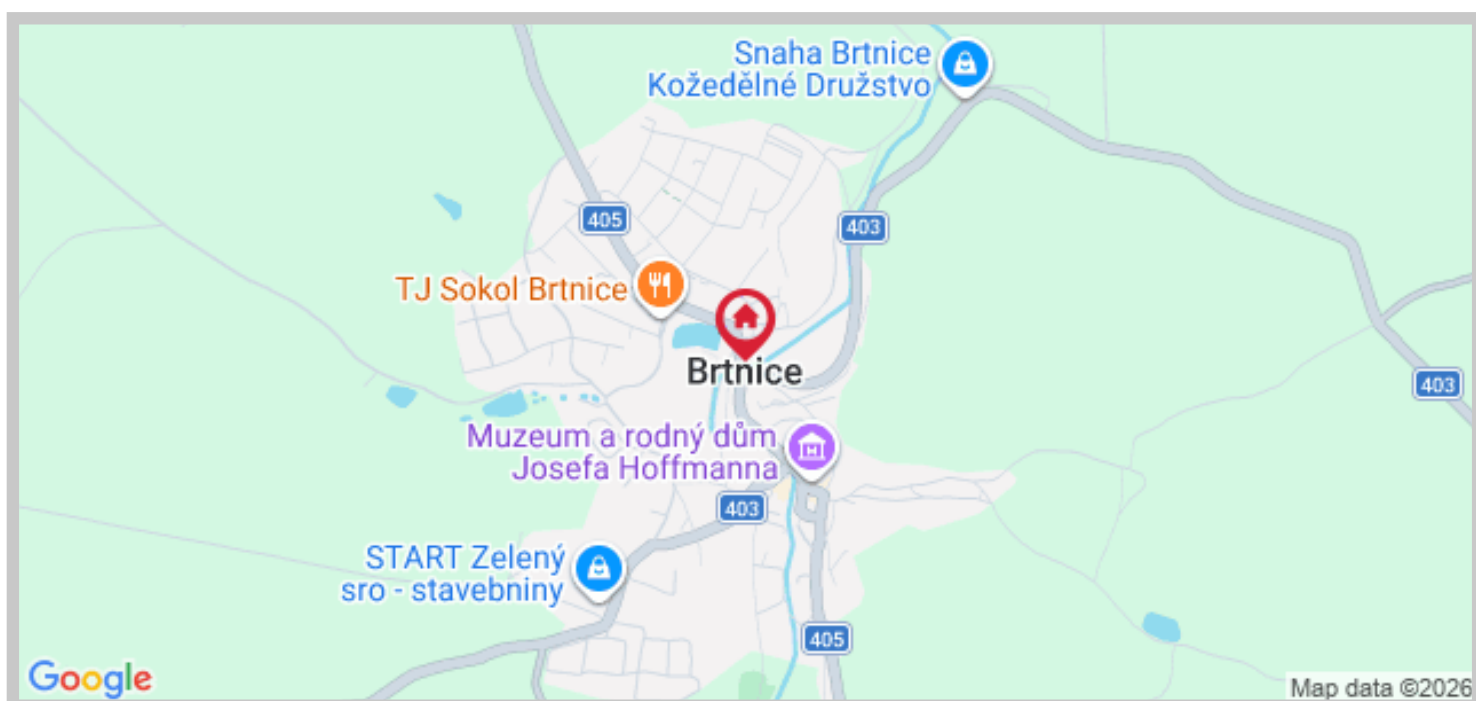 Snaha Brtnice
Kožedělné Družstvo
405
403
TJ Sokol Brtnice
Brtnice
403
Muzeum a rodný dům
Josefa Hoffmanna
403
START Zelený
sro - stavebniny
405
Google
Map data ©2026